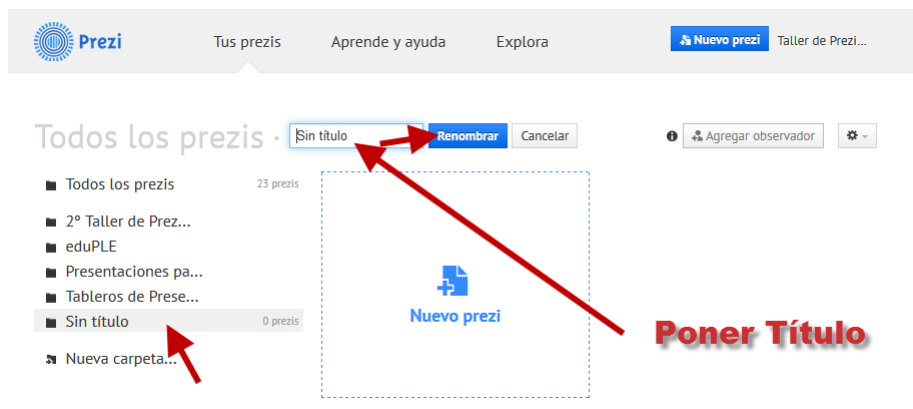 Prezi
Tus prezis
Aprende y ayuda
Explora
Nuevo prezi
Taller de Prezi...
Todos los prezis ·
Sin título
Renombrar
Cancelar
Agregar observador
Todos los prezis 23 prezis
2º Taller de Prez...
eduPLE
Presentaciones pa...
Tableros de Prese...
Sin título 0 prezis
Nueva carpeta...
Nuevo prezi
Poner Título